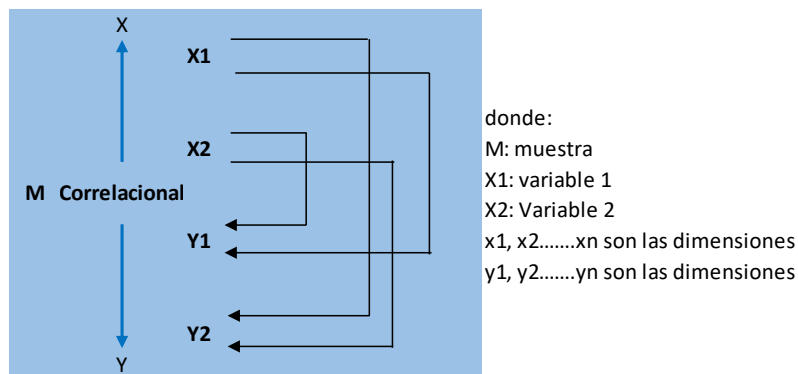 X
X1
X2
M Correlacional
Y1
Y2
Y
donde:
M: muestra
X1: variable 1
X2: Variable 2
x1, x2.......xn son las dimensiones
y1, y2.......yn son las dimensiones